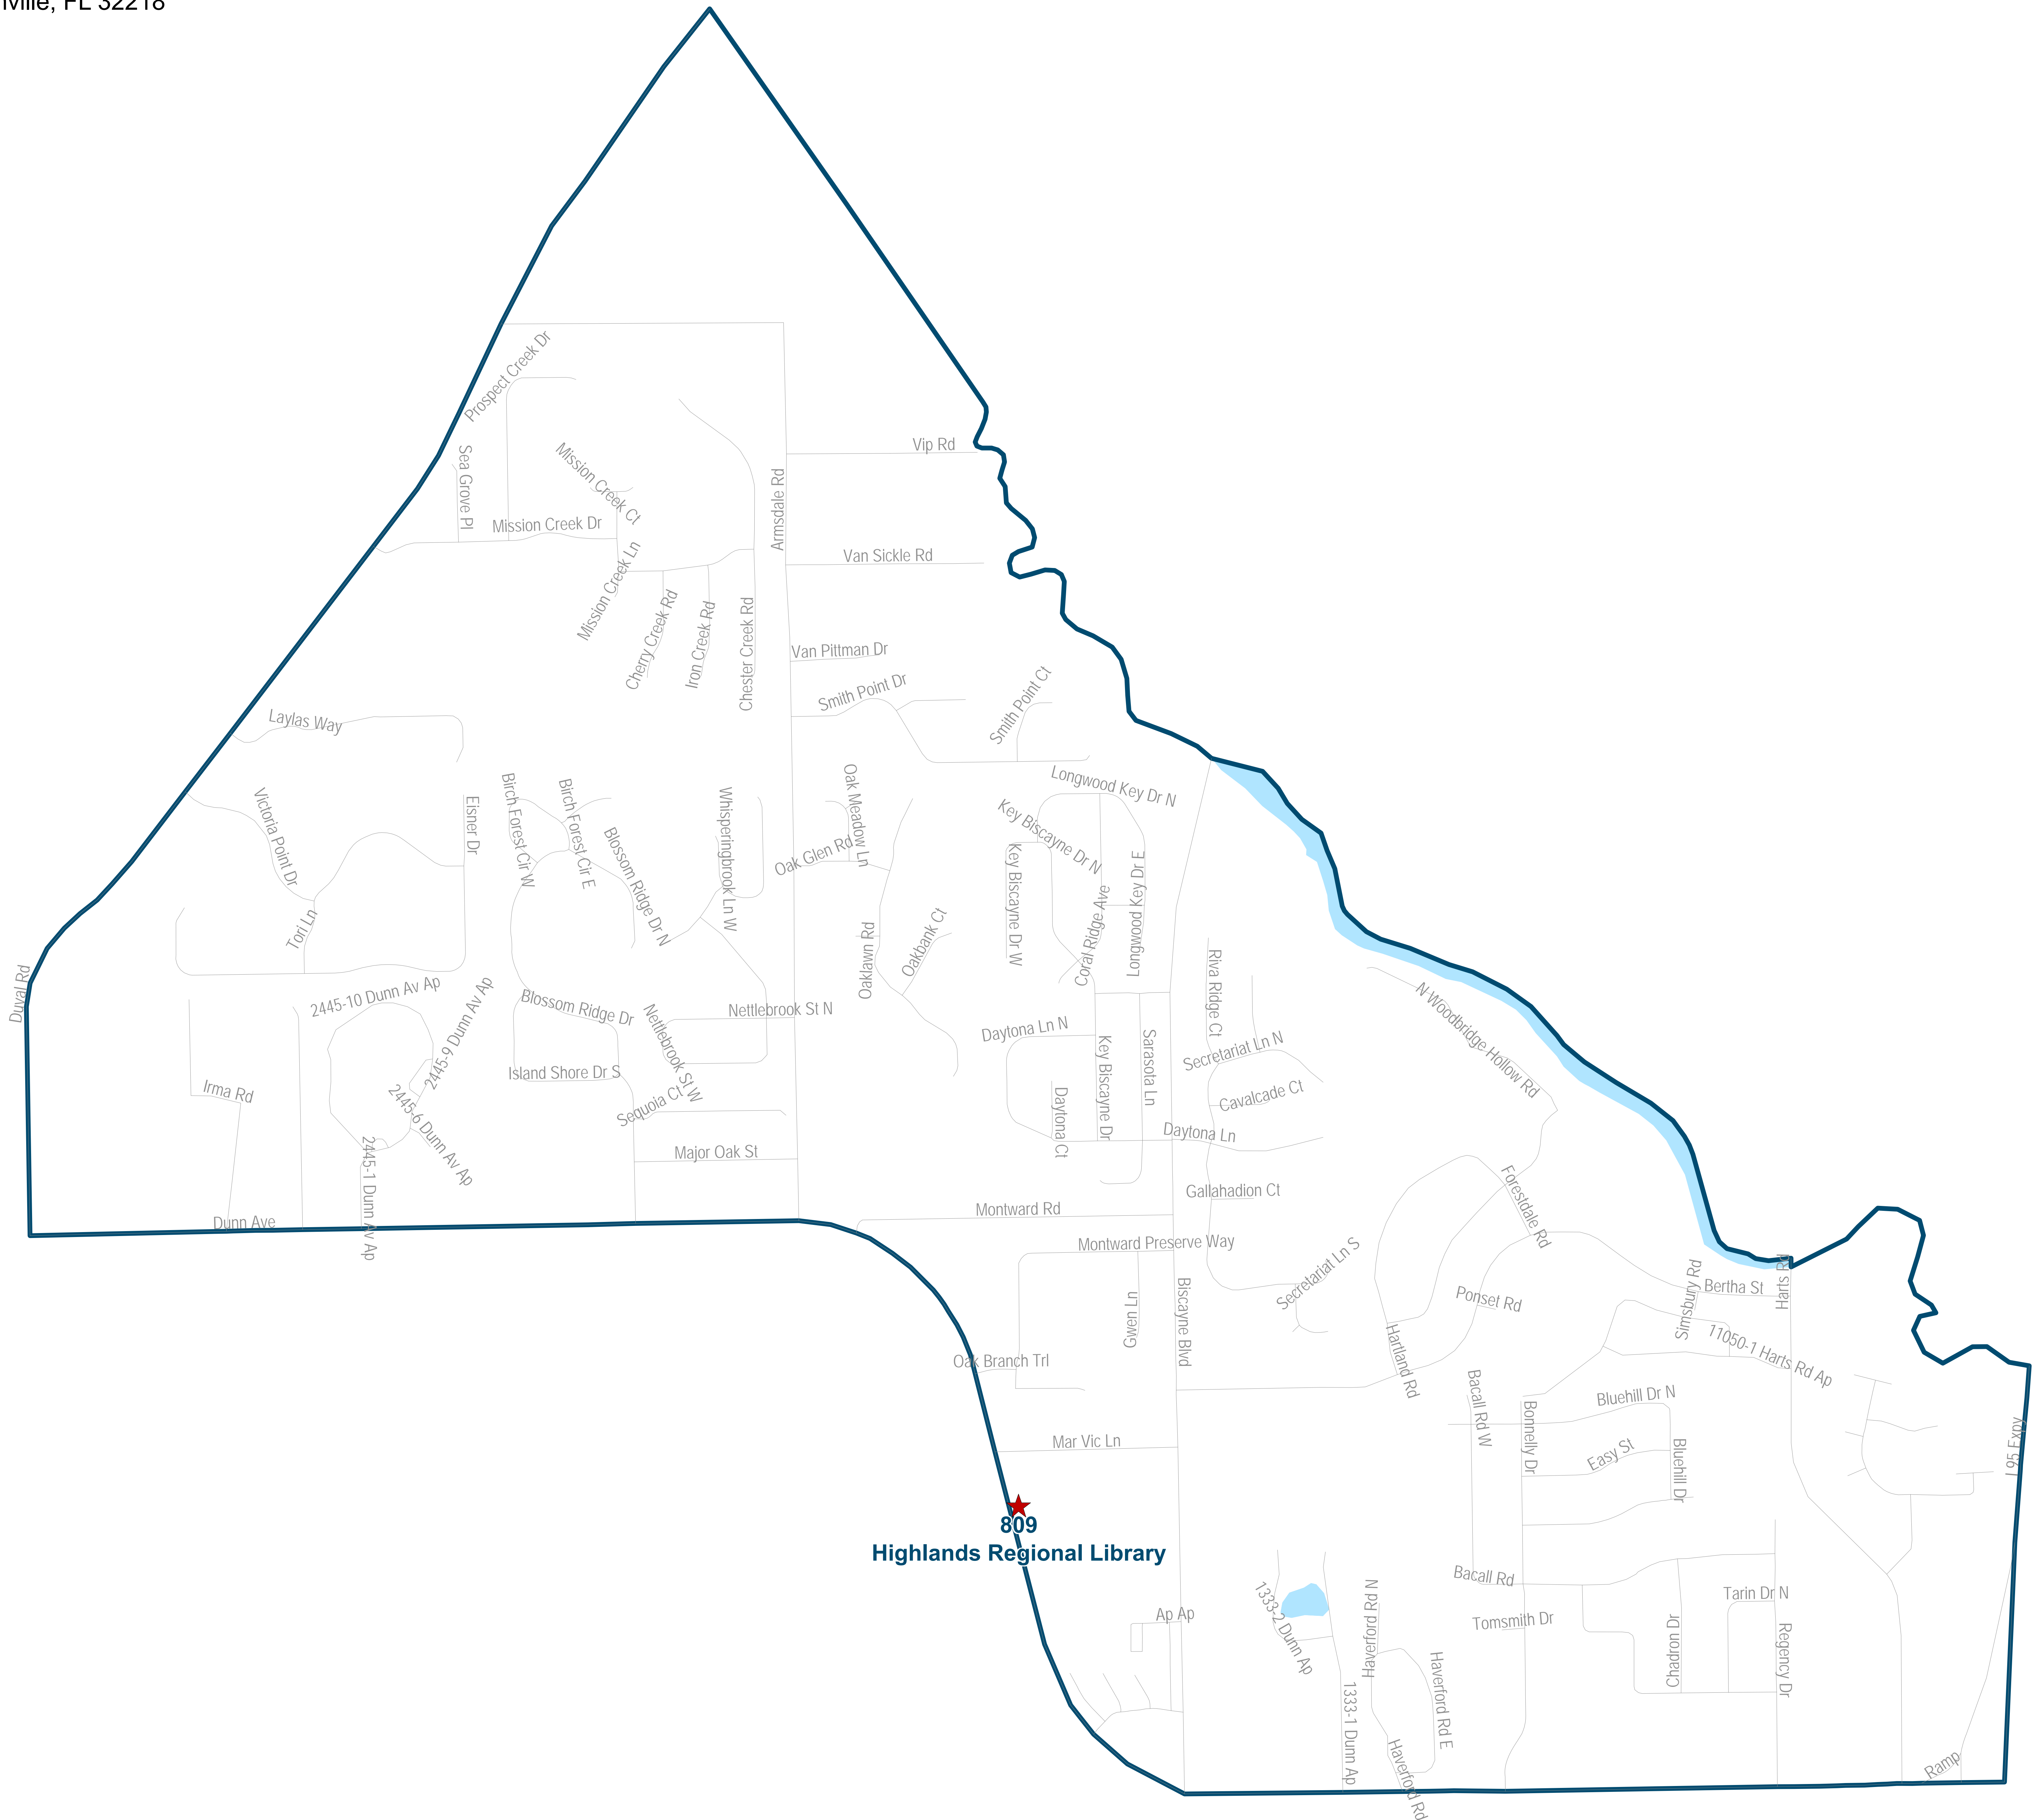 lville, FL 32218
Prospect Creek Dr
Vip Rd
Sea Grove Pl
Mission Creek Ct
Armsdale Rd
Mission Creek Dr
Van Sickle Rd
Mission Creek Ln
Cherry Creek Rd
Iron Creek Rd
Chester Creek Rd
Van Pittman Dr
Smith Point Dr
Smith Point Ct
Laylas Way
Longwood Key Dr N
Victoria Point Dr
Eisner Dr
Birch Forest Cir W
Birch Forest Cir E
Blossom Ridge Dr N
Whisperingbrook Ln W
Oak Meadow Ln
Oak Glen Rd
Key Biscayne Dr N
Key Biscayne Dr W
Coral Ridge Ave
Longwood Key Dr E
Tori Ln
Oaklawn Rd
Oakbank Ct
Riva Ridge Ct
Duval Rd
2445-10 Dunn Av Ap
2445-9 Dunn Av Ap
Blossom Ridge Dr
Nettlebrook St N
Nettlebrook St W
Daytona Ln N
Key Biscayne Dr
Sarasota Ln
Secretariat Ln N
N Woodbridge Hollow Rd
Irma Rd
2445-6 Dunn Av Ap
Island Shore Dr S
Sequoia Ct
Daytona Ct
Cavalcade Ct
Daytona Ln
2445-1 Dunn Av Ap
Major Oak St
Gallahadion Ct
Forestdale Rd
Dunn Ave
Montward Rd
Montward Preserve Way
Secretariat Ln S
Gwen Ln
Biscayne Blvd
Ponset Rd
Simsbury Rd
Bertha St
Harts Rd
Oak Branch Trl
Hartland Rd
11050-1 Harts Rd Ap
Bacall Rd W
Bonnelly Dr
Bluehill Dr N
Mar Vic Ln
Easy St
Bluehill Dr
I 95 Expy
809
Highlands Regional Library
Bacall Rd
1333-2 Dunn Ap
Haverford Rd N
Ap Ap
Tomsmith Dr
Tarin Dr N
Chadron Dr
Regency Dr
Haverford Rd E
1333-1 Dunn Ap
Haverford Rd
Ramp